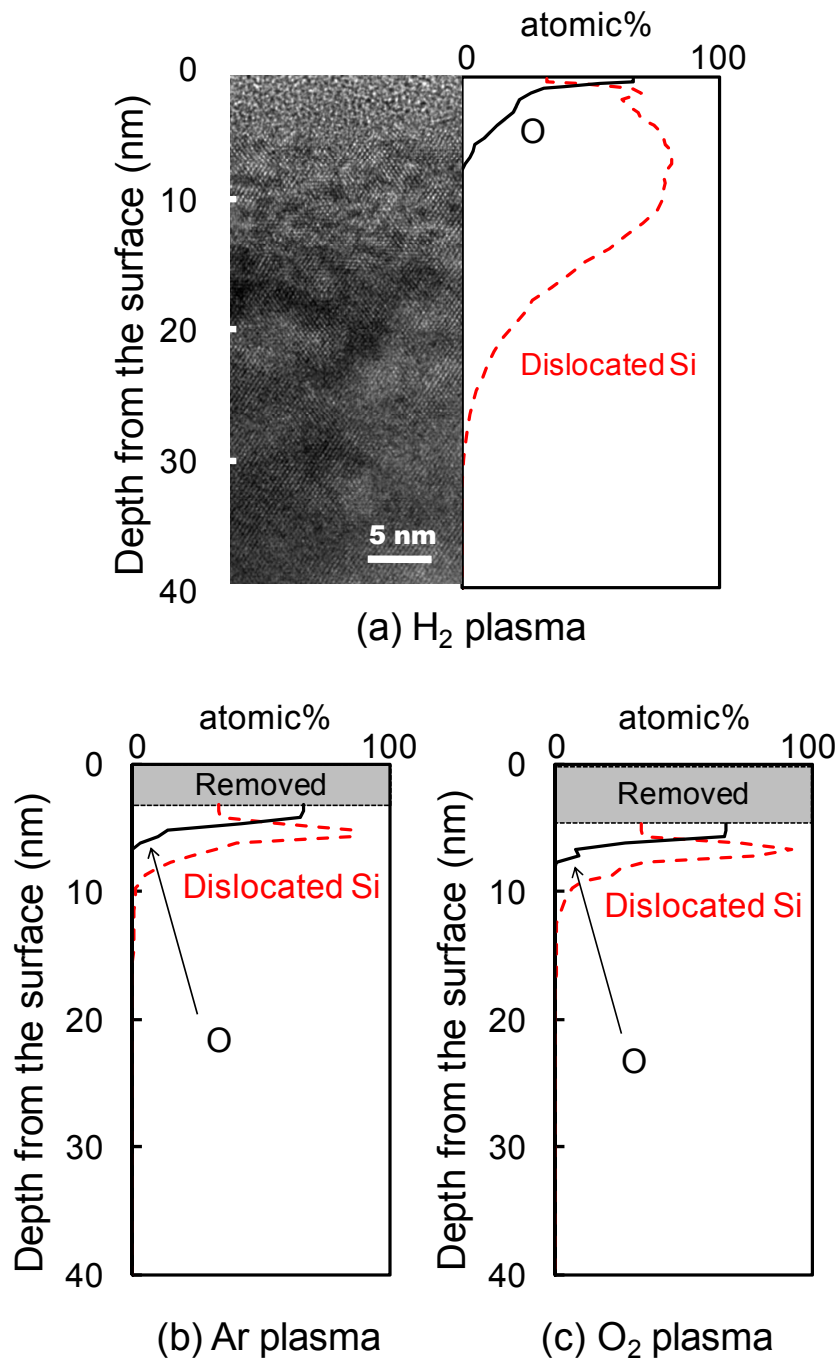 atomic%
0 100
0
10
20
30
40
Depth from the surface (nm)
O
Dislocated Si
5 nm
(a) H₂ plasma
atomic%
0 100
0
10
20
30
40
Depth from the surface (nm)
Removed
Dislocated Si
O
(b) Ar plasma
atomic%
0 100
0
10
20
30
40
Depth from the surface (nm)
Removed
Dislocated Si
O
(c) O₂ plasma